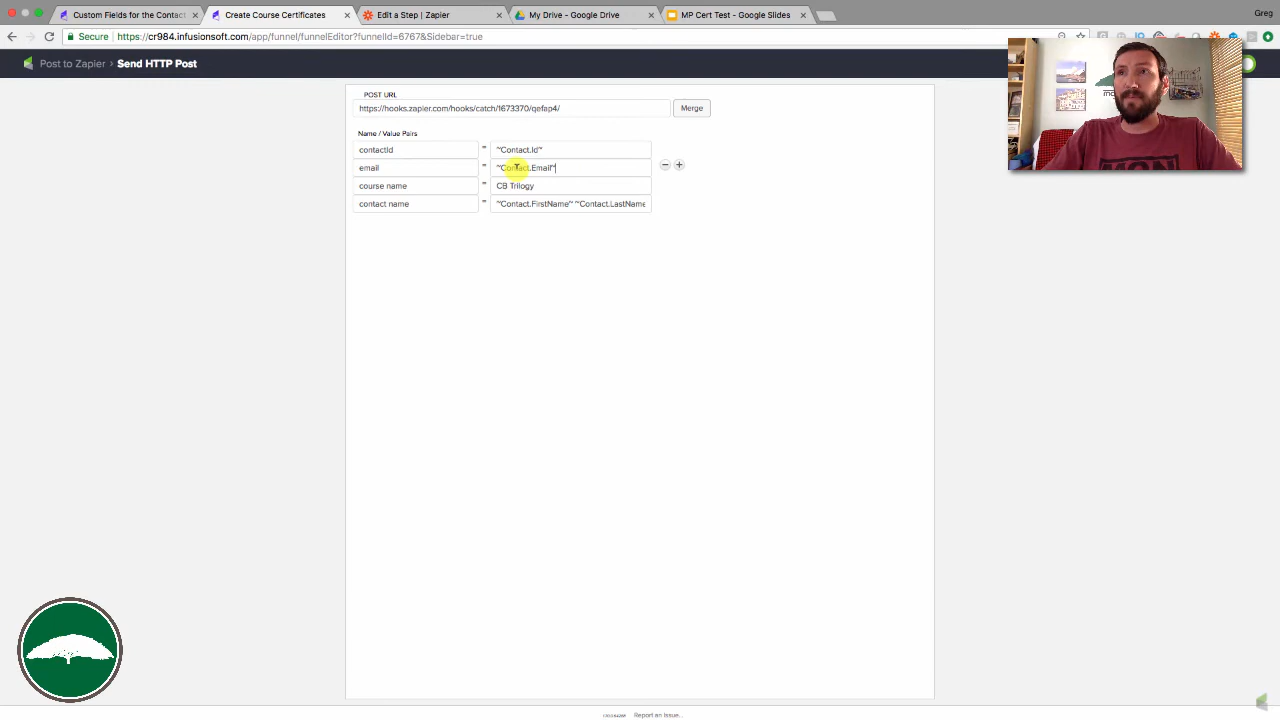 Custom Fields for the Contac
Create Course Certificates
Edit a Step | Zapier
My Drive - Google Drive
MP Cert Test - Google Slides
Greg
Secure
https://cr984.infusionsoft.com/app/funnel/funnelEditor?funnelId=6767&Sidebar=true
Post to Zapier › Send HTTP Post
POST URL
https://hooks.zapier.com/hooks/catch/1673370/qefap4/
Merge
Name / Value Pairs
contactId = ~Contact.Id~
email = ~Contact.Email~
course name = CB Trilogy
contact name = ~Contact.FirstName~ ~Contact.LastName
Report an Issue...